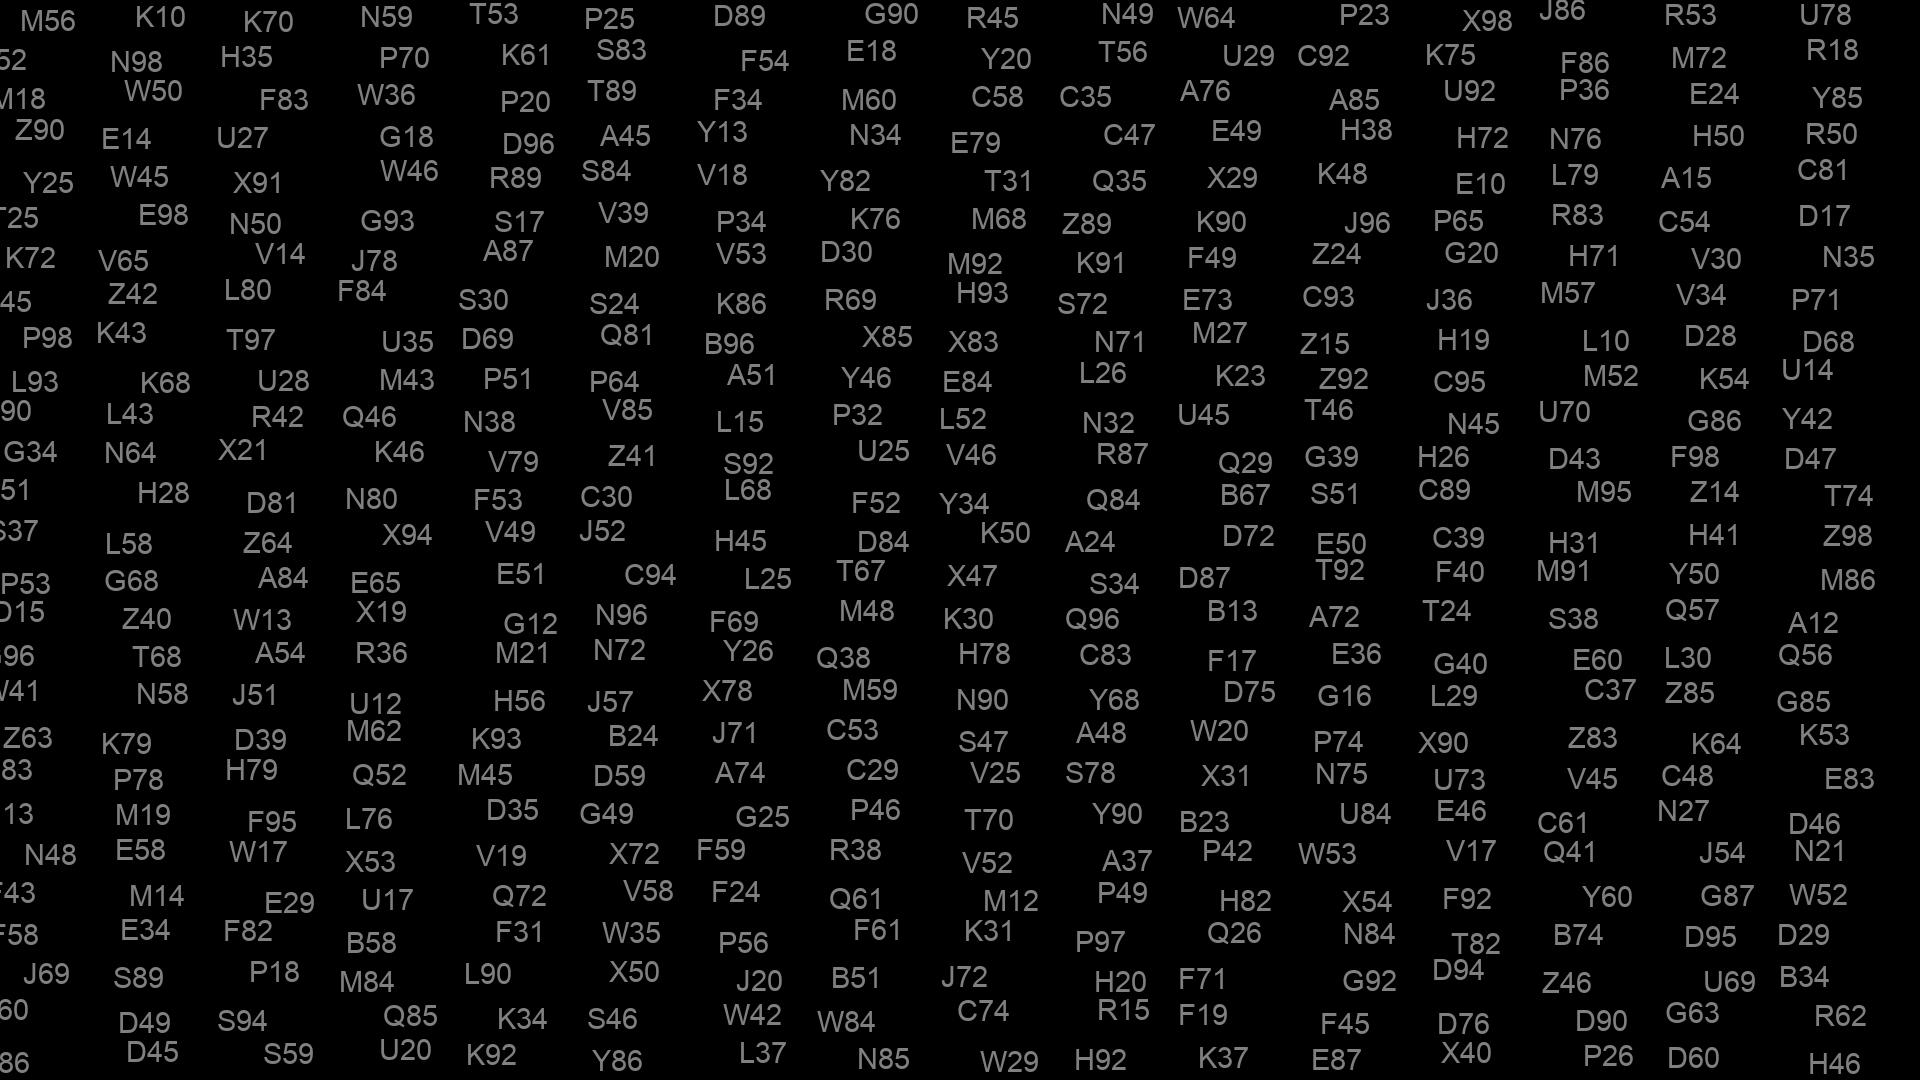 M56 K10 K70 N59 T53 P25 D89 G90 R45 N49 W64 P23 X98 J86 R53 U78
52 N98 H35 P70 K61 S83 F54 E18 Y20 T56 U29 C92 K75 F86 M72 R18
M18 W50 F83 W36 P20 T89 F34 M60 C58 C35 A76 A85 U92 P36 E24 Y85
Z90 E14 U27 G18 D96 A45 Y13 N34 E79 C47 E49 H38 H72 N76 H50 R50
Y25 W45 X91 W46 R89 S84 V18 Y82 T31 Q35 X29 K48 E10 L79 A15 C81
T25 E98 N50 G93 S17 V39 P34 K76 M68 Z89 K90 J96 P65 R83 C54 D17
K72 V65 V14 J78 A87 M20 V53 D30 M92 K91 F49 Z24 G20 H71 V30 N35
45 Z42 L80 F84 S30 S24 K86 R69 H93 S72 E73 C93 J36 M57 V34 P71
P98 K43 T97 U35 D69 Q81 B96 X85 X83 N71 M27 Z15 H19 L10 D28 D68
L93 K68 U28 M43 P51 P64 A51 Y46 E84 L26 K23 Z92 C95 M52 K54 U14
90 L43 R42 Q46 N38 V85 L15 P32 L52 N32 U45 T46 N45 U70 G86 Y42
G34 N64 X21 K46 V79 Z41 S92 U25 V46 R87 Q29 G39 H26 D43 F98 D47
51 H28 D81 N80 F53 C30 L68 F52 Y34 Q84 B67 S51 C89 M95 Z14 T74
S37 L58 Z64 X94 V49 J52 H45 D84 K50 A24 D72 E50 C39 H31 H41 Z98
P53 G68 A84 E65 E51 C94 L25 T67 X47 S34 D87 T92 F40 M91 Y50 M86
D15 Z40 W13 X19 G12 N96 F69 M48 K30 Q96 B13 A72 T24 S38 Q57 A12
96 T68 A54 R36 M21 N72 Y26 Q38 H78 C83 F17 E36 G40 E60 L30 Q56
W41 N58 J51 U12 H56 J57 X78 M59 N90 Y68 D75 G16 L29 C37 Z85 G85
Z63 K79 D39 M62 K93 B24 J71 C53 S47 A48 W20 P74 X90 Z83 K64 K53
83 P78 H79 Q52 M45 D59 A74 C29 V25 S78 X31 N75 U73 V45 C48 E83
13 M19 F95 L76 D35 G49 G25 P46 T70 Y90 B23 U84 E46 C61 N27 D46
N48 E58 W17 X53 V19 X72 F59 R38 V52 A37 P42 W53 V17 Q41 J54 N21
F43 M14 E29 U17 Q72 V58 F24 Q61 M12 P49 H82 X54 F92 Y60 G87 W52
F58 E34 F82 B58 F31 W35 P56 F61 K31 P97 Q26 N84 T82 B74 D95 D29
J69 S89 P18 M84 L90 X50 J20 B51 J72 H20 F71 G92 D94 Z46 U69 B34
60 D49 S94 Q85 K34 S46 W42 W84 C74 R15 F19 F45 D76 D90 G63 R62
86 D45 S59 U20 K92 Y86 L37 N85 W29 H92 K37 E87 X40 P26 D60 H46